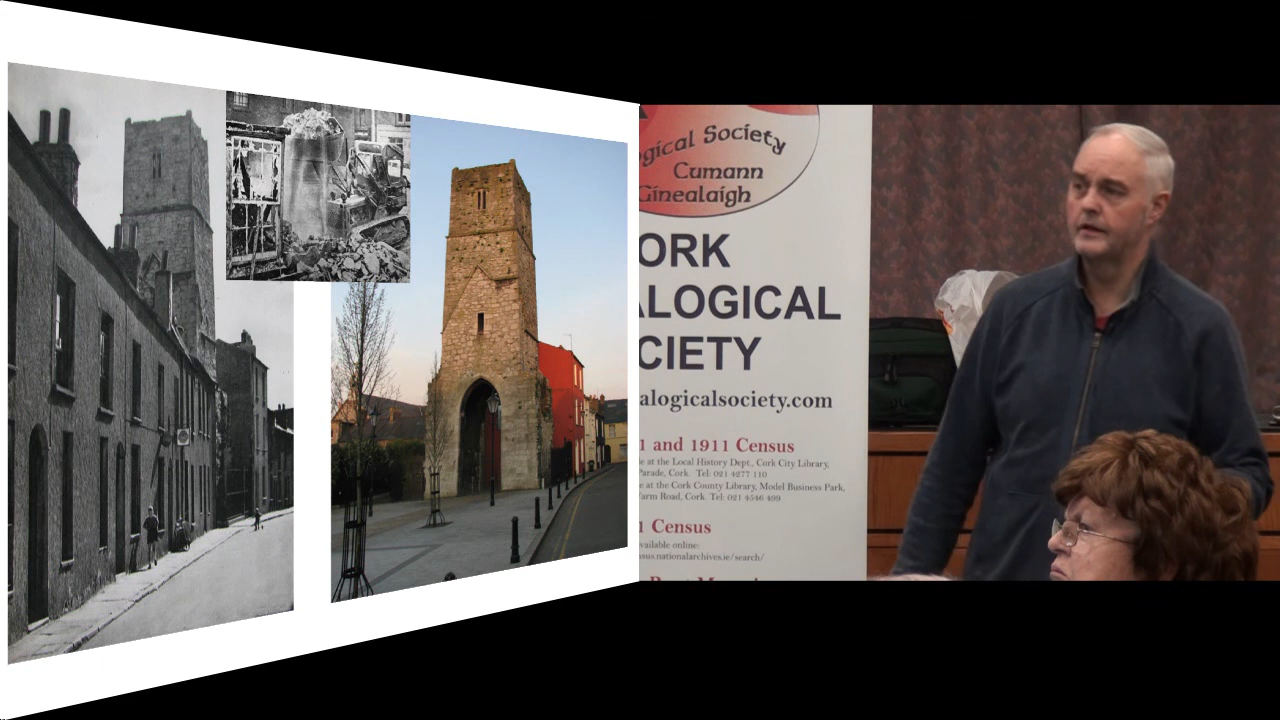 gical Society
Cumann
Ginealaigh
ORK
ALOGICAL
CIETY
alogicalsociety.com
1 and 1911 Census
e at the Local History Dept., Cork City Library,
Parade, Cork. Tel: 021 4277 110
e at the Cork County Library, Model Business Park,
Farm Road, Cork. Tel: 021 4546 499
1 Census
vailable online:
sus.nationalarchives.ie/search/